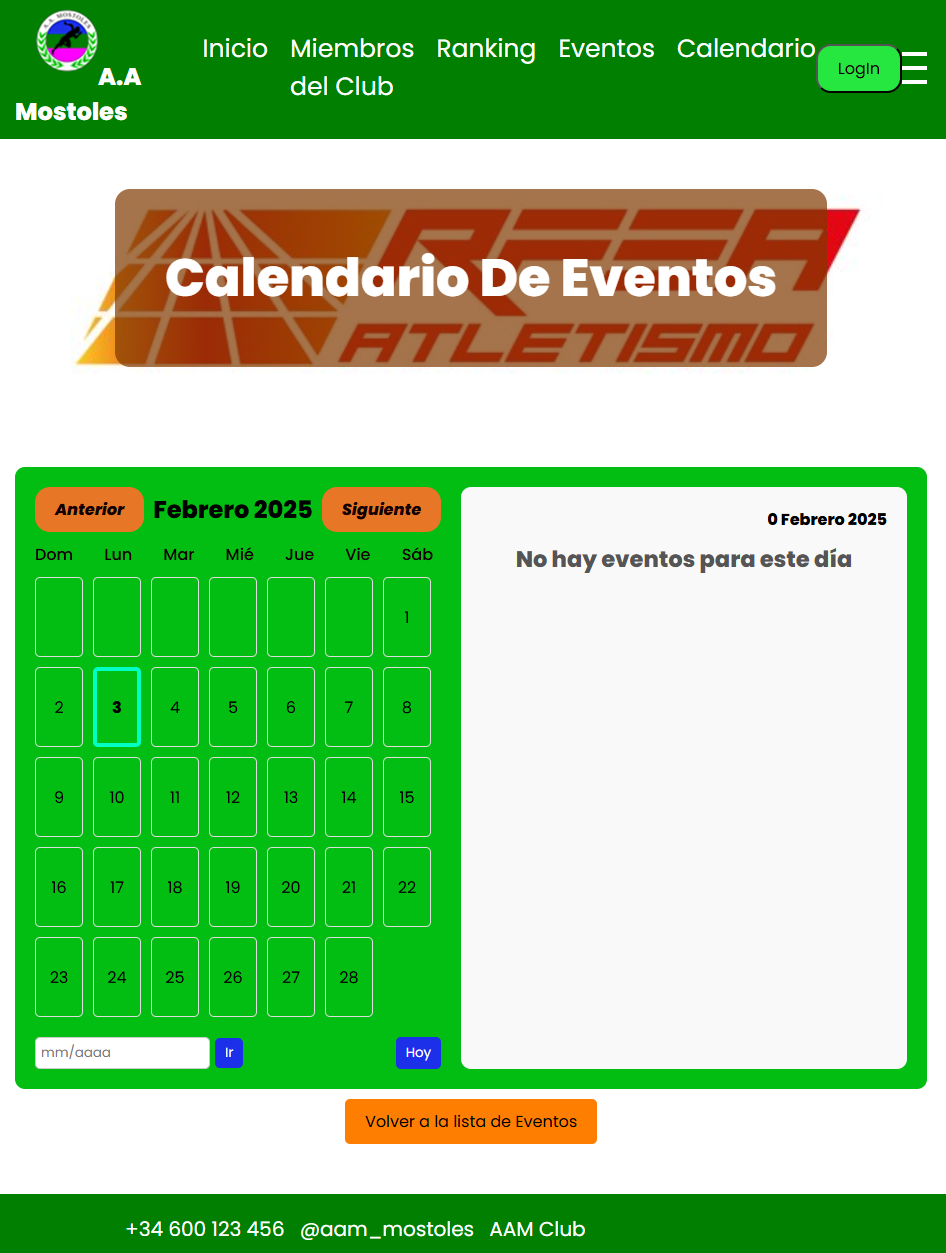 A. A. MOSTOLES
A.A
Mostoles
Inicio Miembros Ranking Eventos Calendario
del Club
LogIn
RFEA
ATLETISMO
Calendario De Eventos
Anterior Febrero 2025 Siguiente
Dom Lun Mar Mié Jue Vie Sáb
1
2 3 4 5 6 7 8
9 10 11 12 13 14 15
16 17 18 19 20 21 22
23 24 25 26 27 28
mm/aaaa Ir Hoy
0 Febrero 2025
No hay eventos para este día
Volver a la lista de Eventos
+34 600 123 456 @aam_mostoles AAM Club